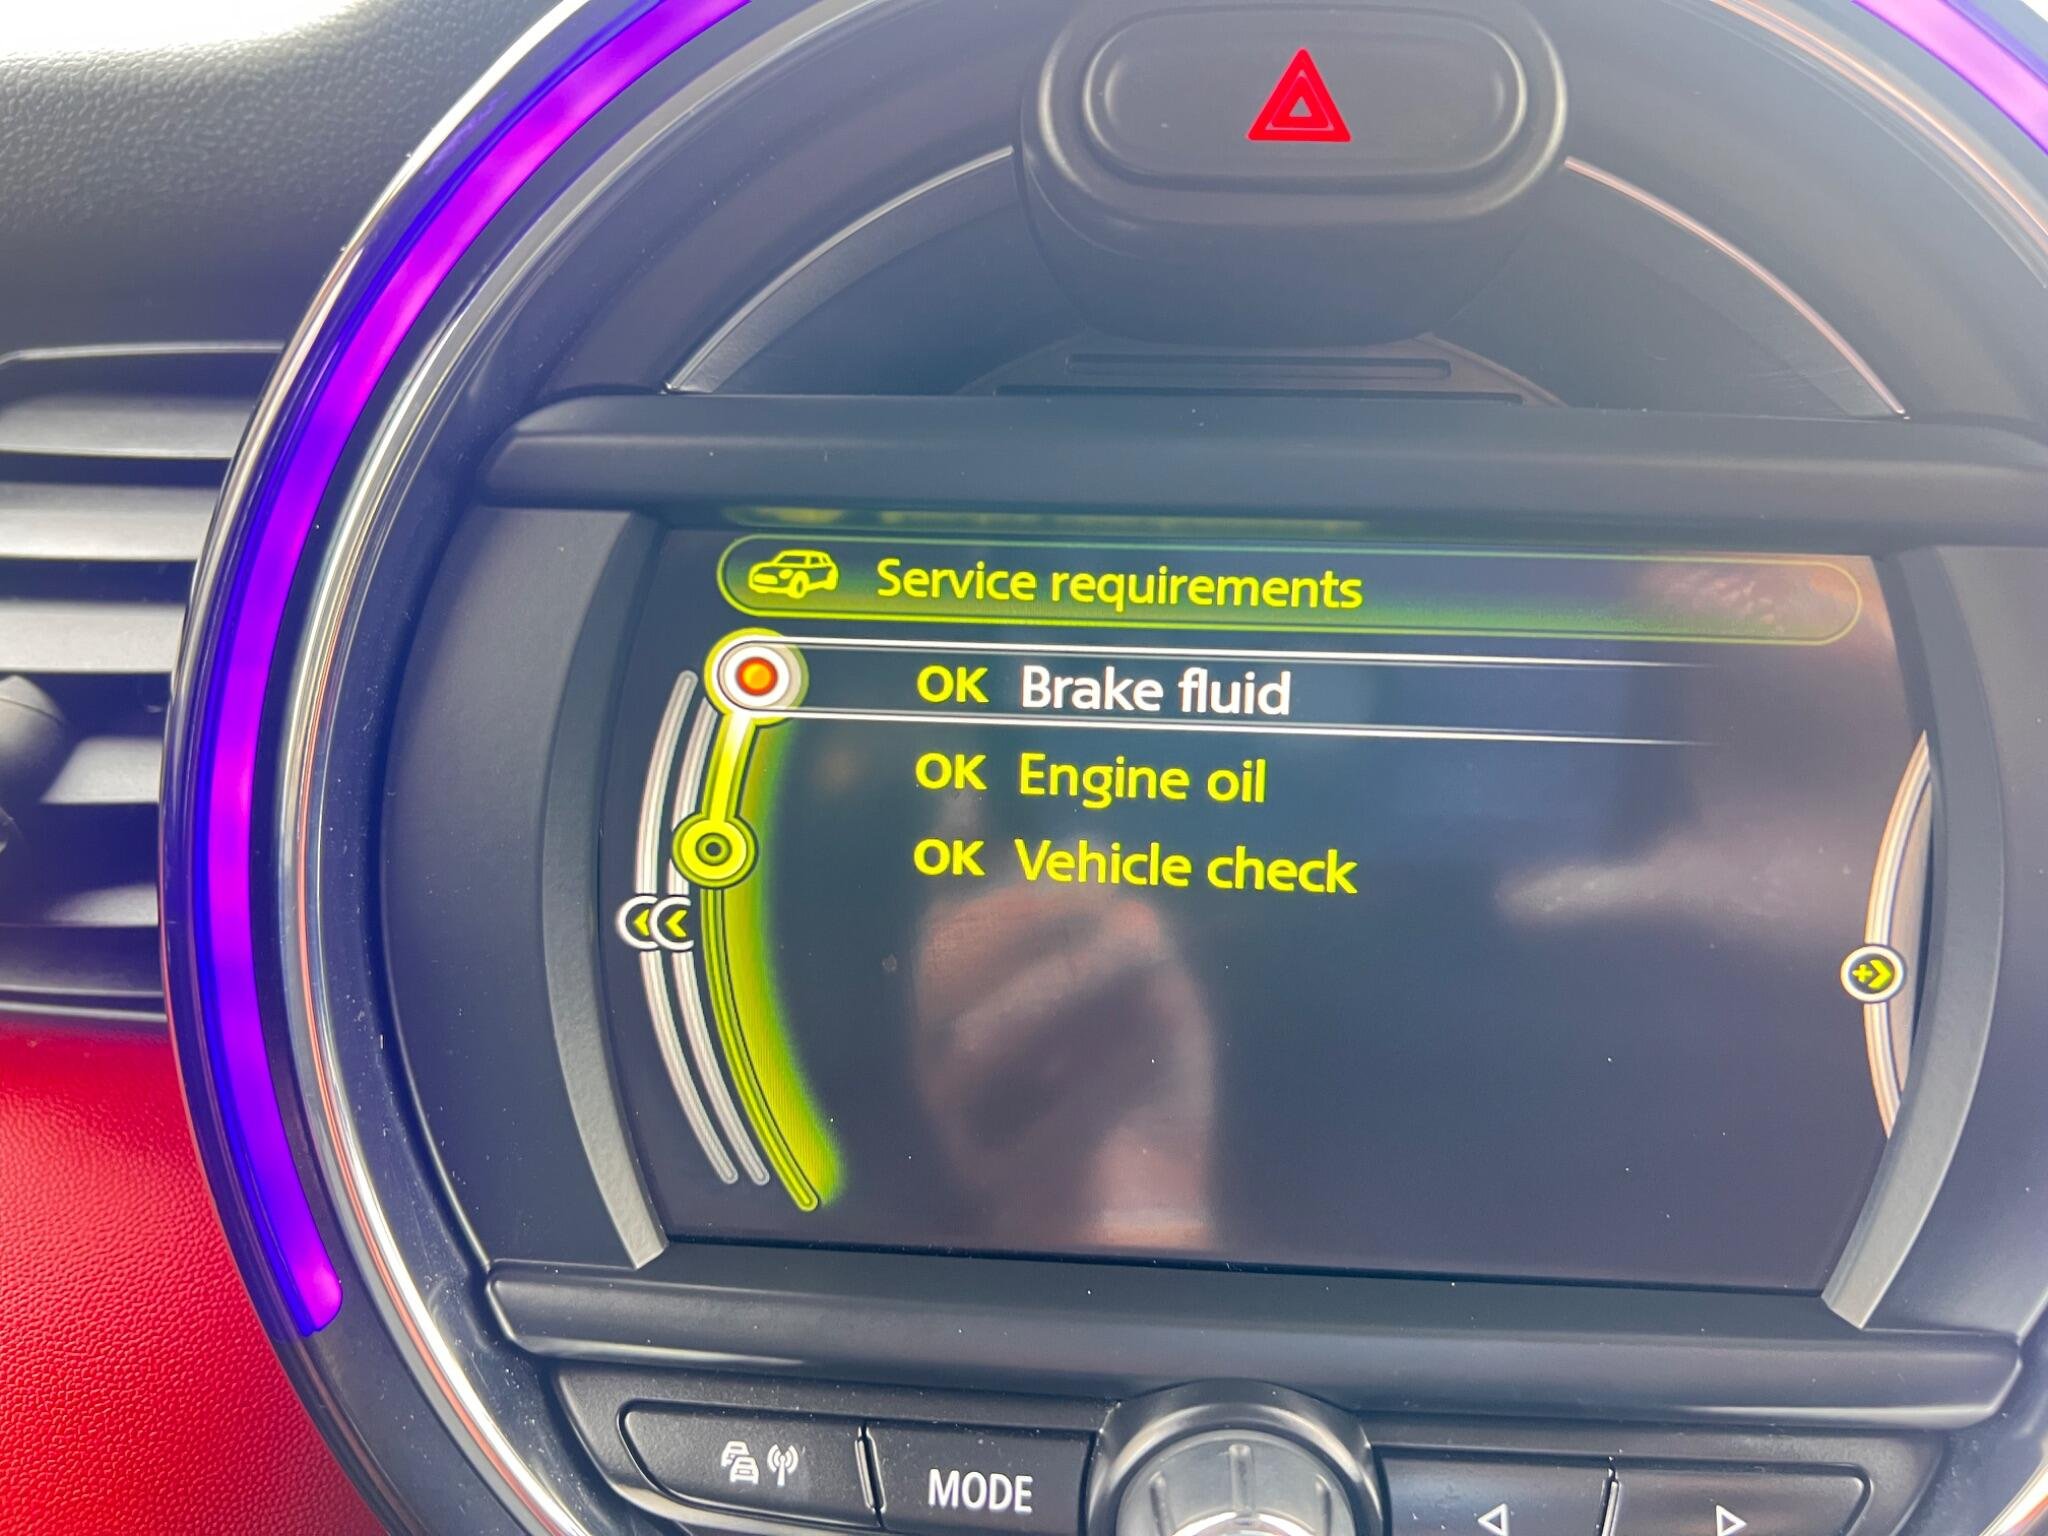 Service requirements
OK Brake fluid
OK Engine oil
OK Vehicle check
MODE